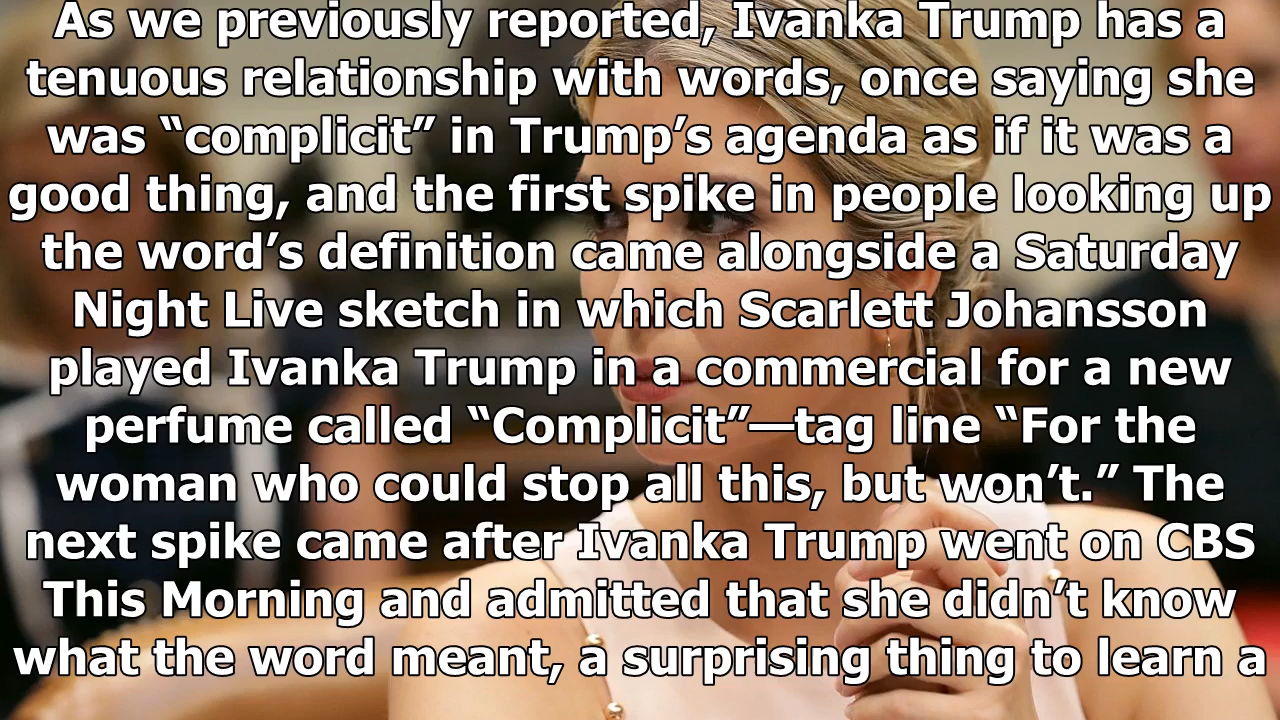 As we previously reported, Ivanka Trump has a
tenuous relationship with words, once saying she
was “complicit” in Trump’s agenda as if it was a
good thing, and the first spike in people looking up
the word’s definition came alongside a Saturday
Night Live sketch in which Scarlett Johansson
played Ivanka Trump in a commercial for a new
perfume called “Complicit”—tag line “For the
woman who could stop all this, but won’t.” The
next spike came after Ivanka Trump went on CBS
This Morning and admitted that she didn’t know
what the word meant, a surprising thing to learn a